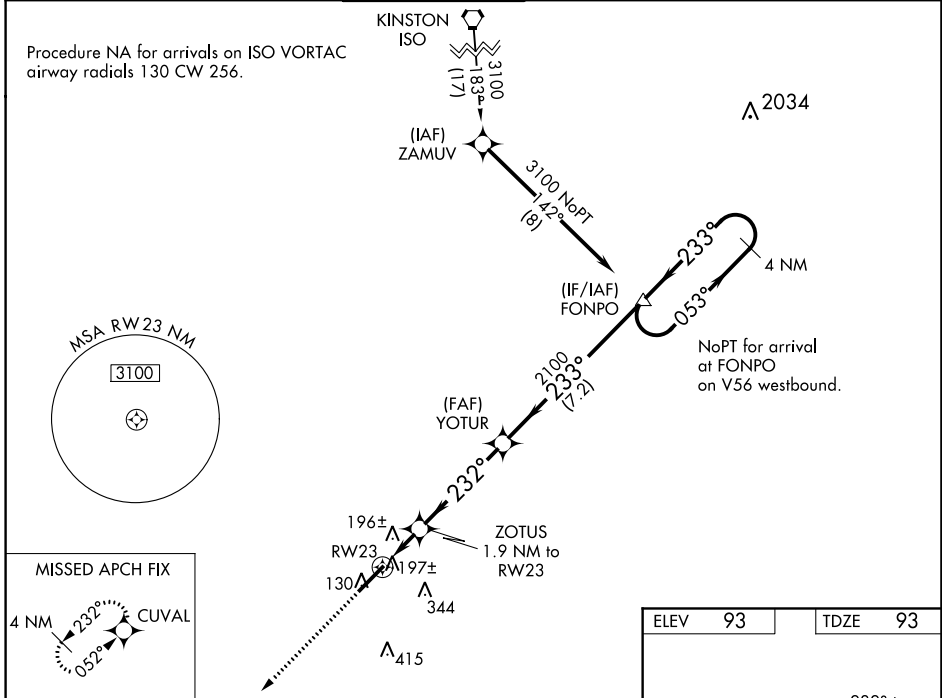 KINSTON
ISO
Procedure NA for arrivals on ISO VORTAC
airway radials 130 CW 256.
3100
183°
(17)
2034
(IAF)
ZAMUV
3100 NoPT
142°
(8)
233°
4 NM
053°
(IF/IAF)
FONPO
NoPT for arrival
at FONPO
on V56 westbound.
MSA RW23 NM
3100
2100
233°
(7.2)
(FAF)
YOTUR
232°
196±
ZOTUS
1.9 NM to
RW23
RW23
197±
130
344
415
MISSED APCH FIX
4 NM
232°
CUVAL
052°
ELEV 93
TDZE 93